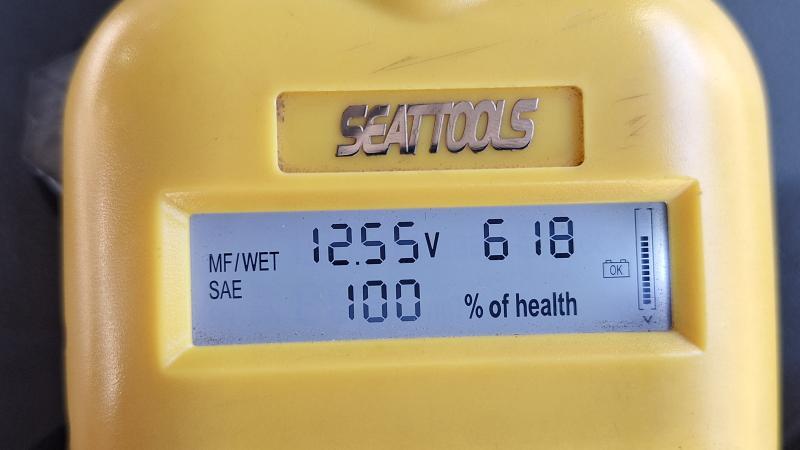 SEATTOOLS
MF/WET 12.55V 618
SAE 100 % of health
OK
V